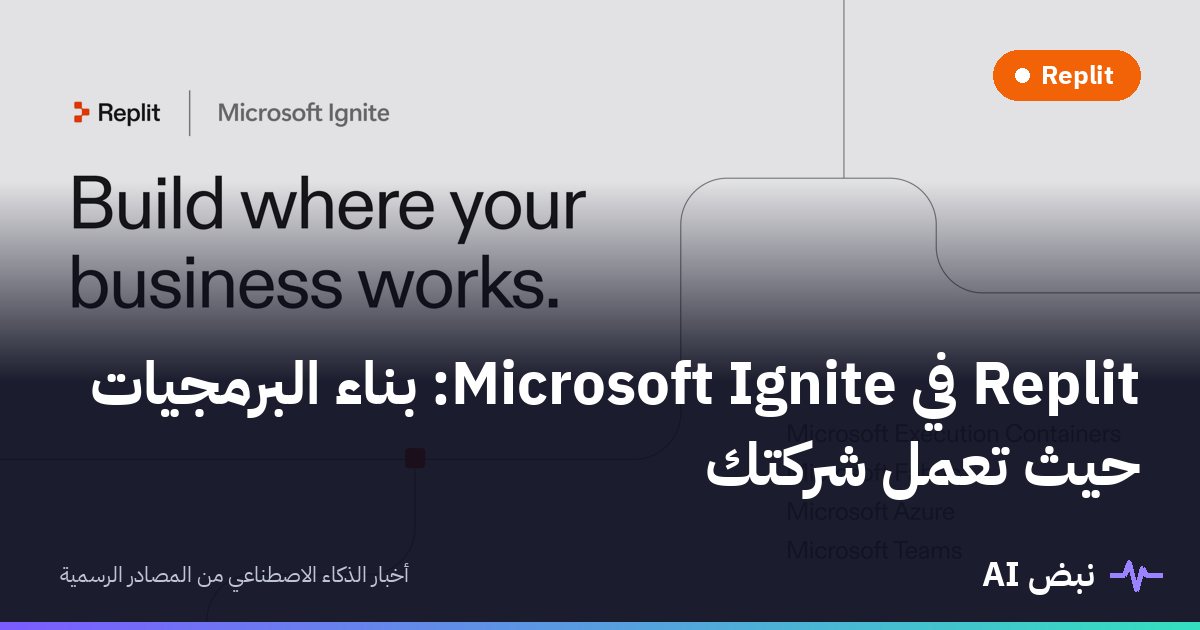 Replit
Replit | Microsoft Ignite
Build where your
business works.
Replit في Microsoft Ignite: بناء البرمجيات
حيث تعمل شركتك
Microsoft Execution Containers
Microsoft Azure
Microsoft Teams
نبض AI
أخبار الذكاء الاصطناعي من المصادر الرسمية